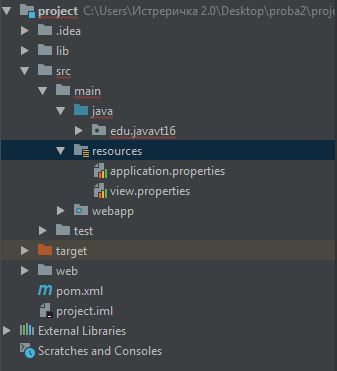 project C:\Users\Истреричка 2.0\Desktop\proba2\proje
.idea
lib
src
main
java
edu.javavt16
resources
application.properties
view.properties
webapp
test
target
web
pom.xml
project.iml
External Libraries
Scratches and Consoles